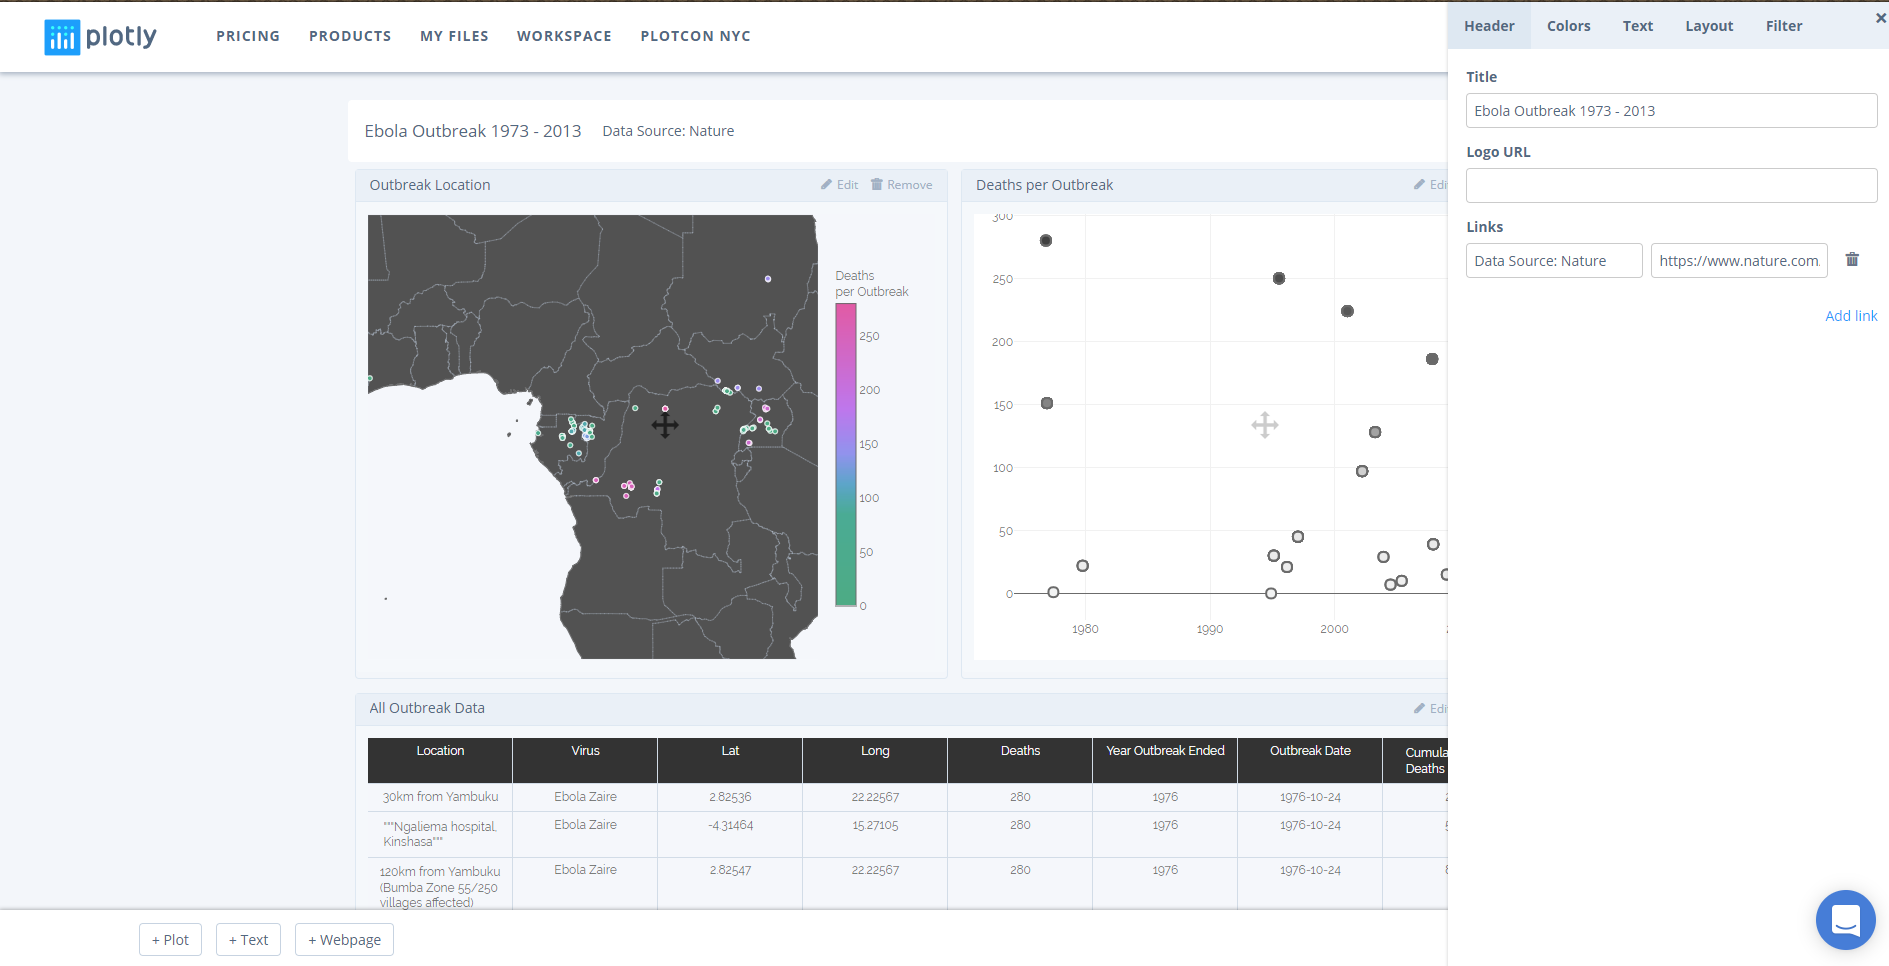 plotly
PRICING PRODUCTS MY FILES WORKSPACE PLOTCON NYC
Header Colors Text Layout Filter
Title
Ebola Outbreak 1973 - 2013
Logo URL
Links
Data Source: Nature https://www.nature.com.
Add link
Ebola Outbreak 1973 - 2013 Data Source: Nature
Outbreak Location Edit Remove
Deaths
per Outbreak
250
200
150
100
50
0
Deaths per Outbreak
300
250
200
150
100
50
0
1980 1990 2000
All Outbreak Data
Location Virus Lat Long Deaths Year Outbreak Ended Outbreak Date
Deaths
30km from Yambuku Ebola Zaire 2.82536 22.22567 280 1976 1976-10-24
"""Ngaliema hospital, Ebola Zaire -4.31464 15.27105 280 1976 1976-10-24
Kinshasa"""
120km from Yambuku Ebola Zaire 2.82547 22.22567 280 1976 1976-10-24
(Bumba Zone 55/250
villages affected)
+ Plot + Text + Webpage